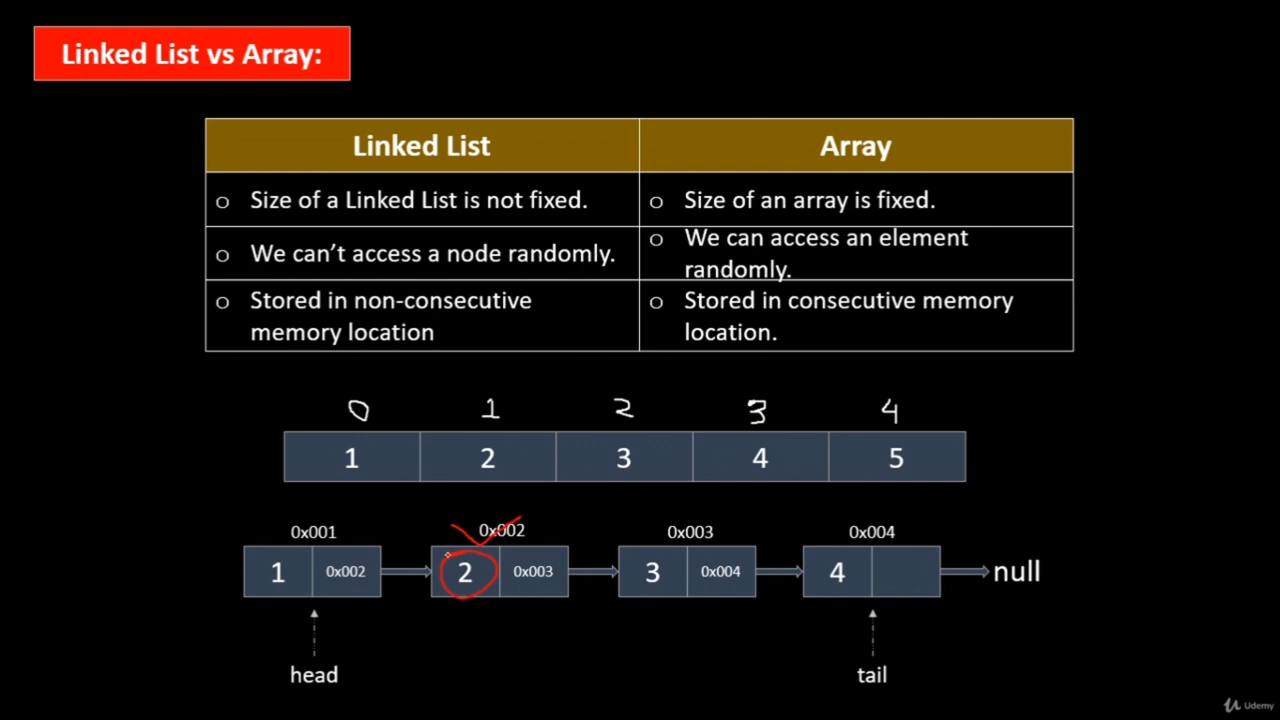 Linked List vs Array:
Linked List Array
o Size of a Linked List is not fixed. o Size of an array is fixed.
o We can’t access a node randomly. o We can access an element
randomly.
o Stored in non-consecutive
memory location
o Stored in consecutive memory
location.
0 1 2 3 4
1 2 3 4 5
0x001 0x002 0x003 0x004
1 0x002 2 0x003 3 0x004 4 null
head tail
Udemy